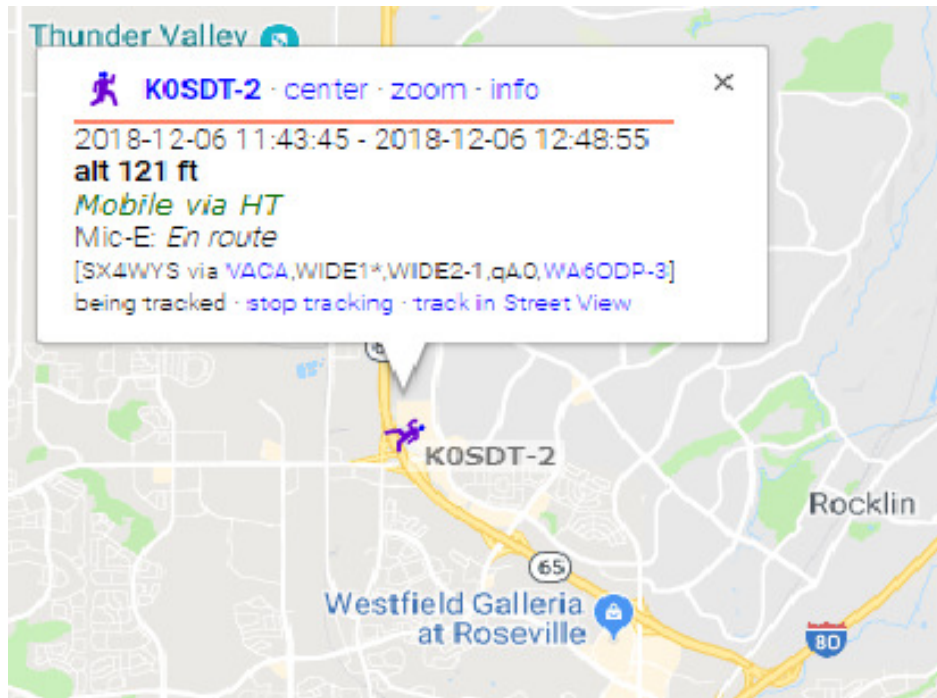 Thunder Valley
K0SDT-2 · center · zoom · info
2018-12-06 11:43:45 - 2018-12-06 12:48:55
alt 121 ft
Mobile via HT
Mic-E: En route
[SX4WYS via VACA,WIDE1*,WIDE2-1,qAO,WA6ODP-3]
being tracked · stop tracking · track in Street View
K0SDT-2
Rocklin
65
Westfield Galleria
at Roseville
80